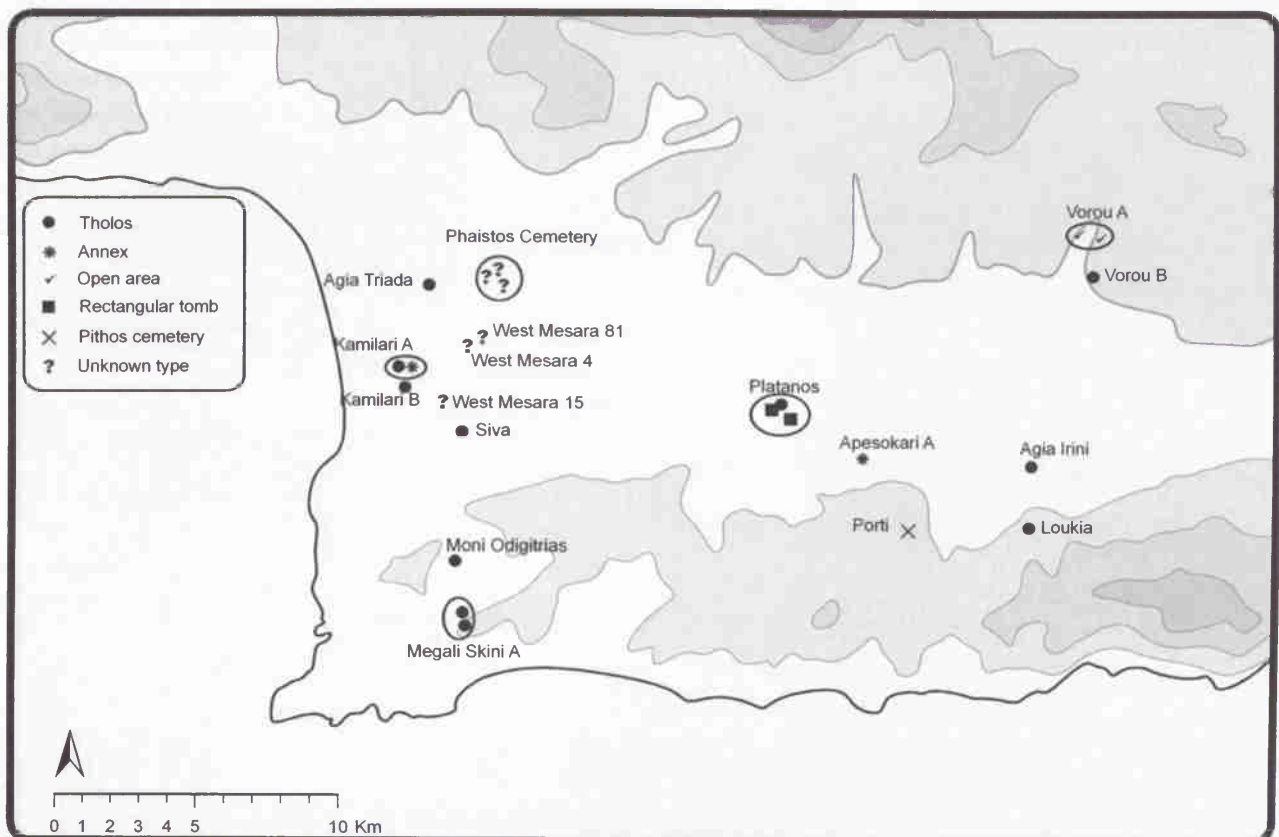 Tholos
Annex
Open area
Rectangular tomb
Pithos cemetery
? Unknown type
Vorou A
Phaistos Cemetery
? ? ?
Agia Triada
Vorou B
? West Mesara 81
? West Mesara 4
Kamilari A
Kamilari B
? West Mesara 15
Siva
Platanos
Apesokari A
Agia Irini
Porti
Loukia
Moni Odigitrias
Megali Skini A
0 1 2 3 4 5 10 Km